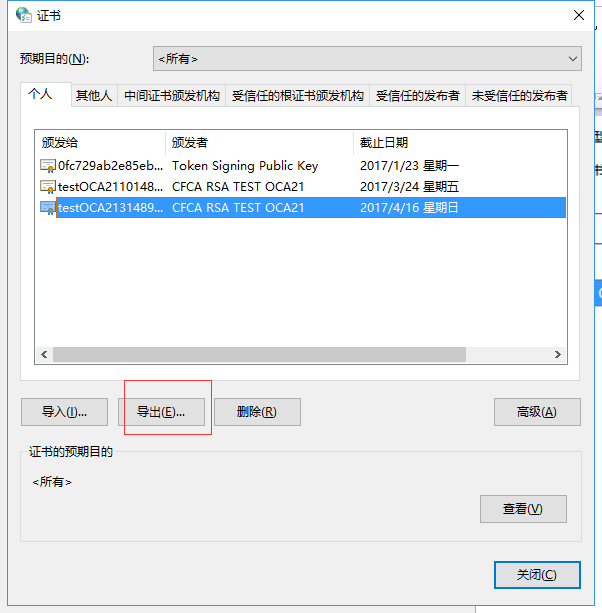 证书
预期目的(N):
<所有>
个人 其他人 中间证书颁发机构 受信任的根证书颁发机构 受信任的发布者 未受信任的发布者
颁发给 颁发者 截止日期
0fc729ab2e85eb... Token Signing Public Key 2017/1/23 星期一
testOCA2110148... CFCA RSA TEST OCA21 2017/3/24 星期五
testOCA2131489... CFCA RSA TEST OCA21 2017/4/16 星期日
导入(I)... 导出(E)... 删除(R) 高级(A)
证书的预期目的
<所有>
查看(V)
关闭(C)